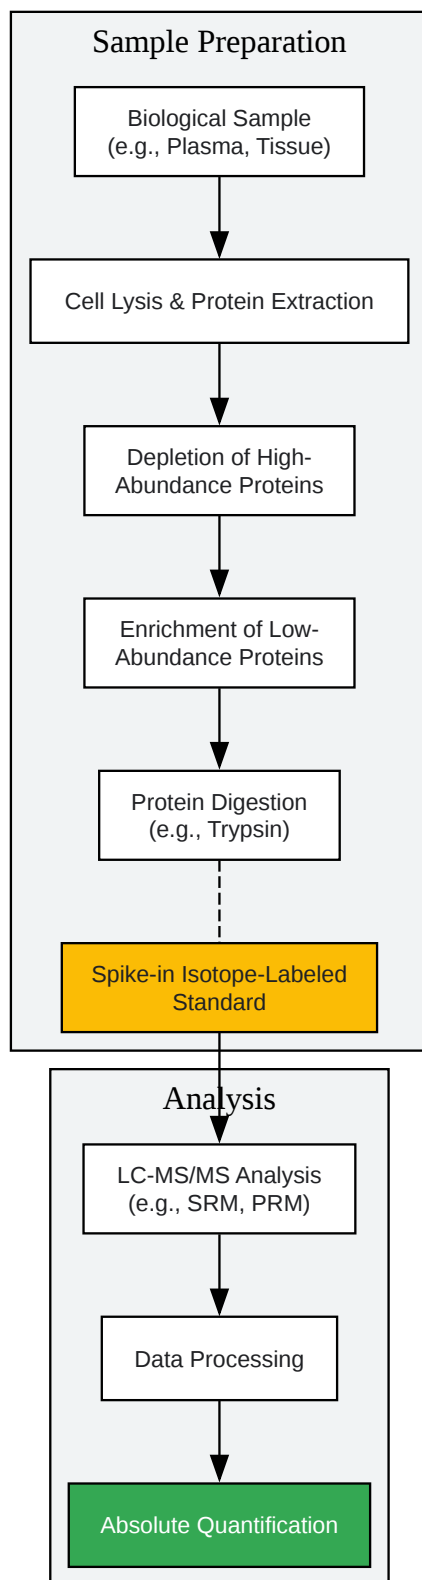 Sample Preparation
Biological Sample
(e.g., Plasma, Tissue)
Cell Lysis & Protein Extraction
Depletion of High-
Abundance Proteins
Enrichment of Low-
Abundance Proteins
Protein Digestion
(e.g., Trypsin)
Spike-in Isotope-Labeled
Standard
Analysis
LC-MS/MS Analysis
(e.g., SRM, PRM)
Data Processing
Absolute Quantification